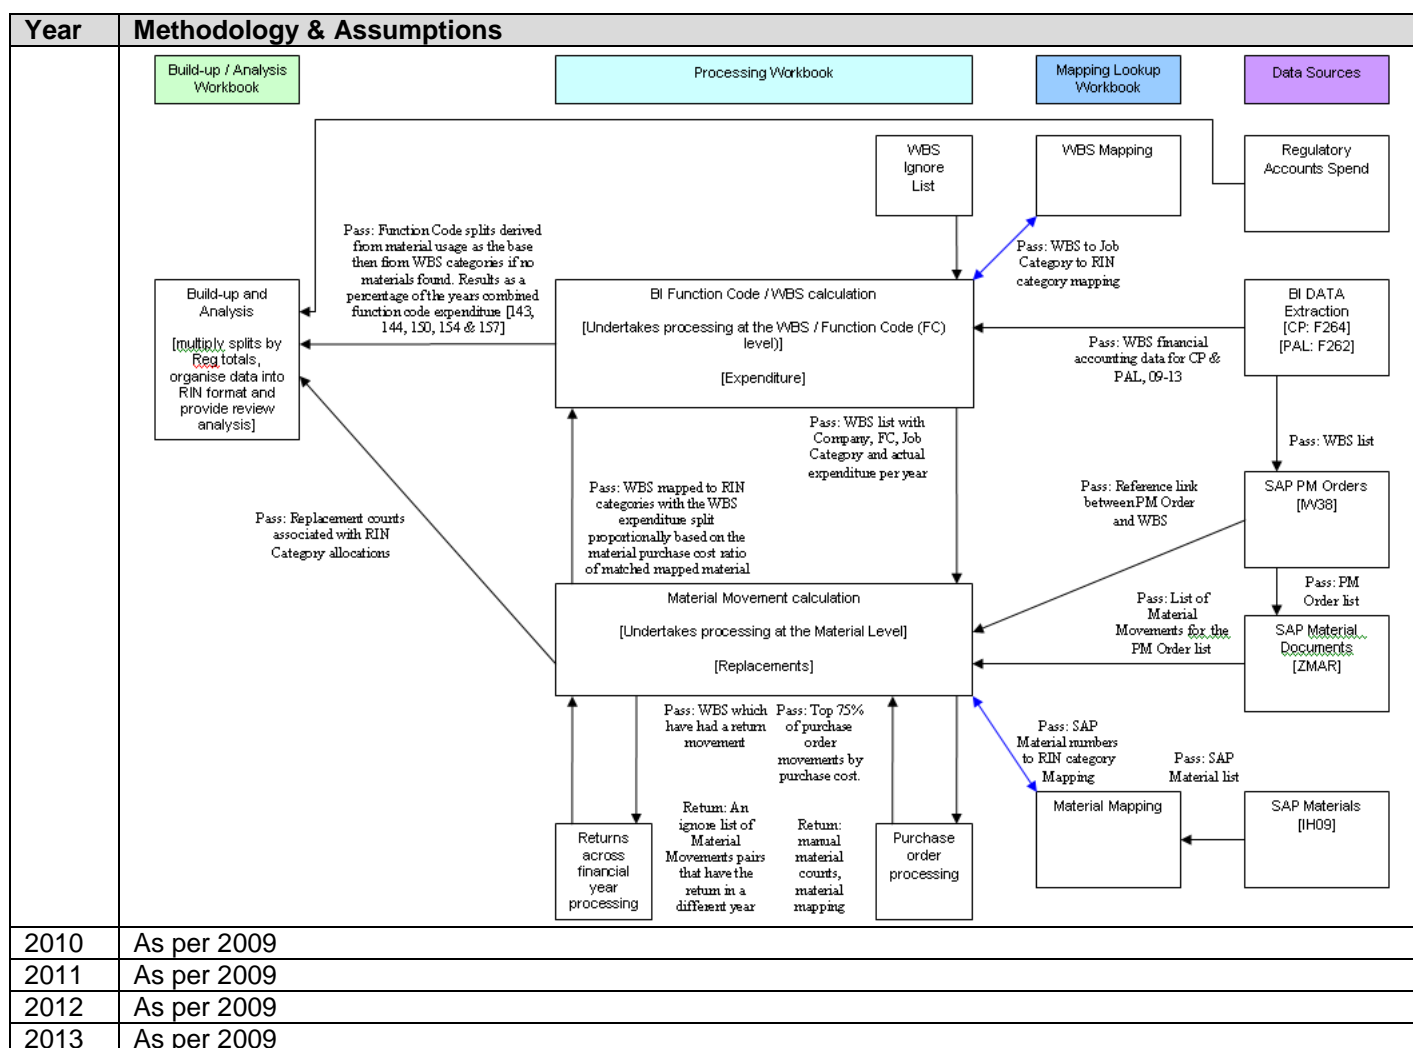 Year
Methodology & Assumptions
Build-up / Analysis
Workbook
Processing Workbook
Mapping Lookup
Workbook
Data Sources
WBS
Ignore
List
WBS Mapping
Regulatory
Accounts Spend
Pass: Function Code splits derived
from material usage as the base
then from WBS categories if no
materials found. Results as a
percentage of the years combined
function code expenditure [143,
144, 150, 154 & 157]
Pass: WBS to Job
Category to RIN
category mapping
Build-up and
Analysis
[multiply splits by
Reg totals,
organise data into
RIN format and
provide review
analysis]
BI Function Code / WBS calculation
[Undertakes processing at the WBS / Function Code (FC)
level)]
[Expenditure]
BI DATA
Extraction
[CP: F264]
[PAL: F262]
Pass: WBS financial
accounting data for CP &
PAL, 09-13
Pass: WBS list with
Company, FC, Job
Category and actual
expenditure per year
Pass: WBS list
Pass: WBS mapped to RIN
categories with the WBS
expenditure split
proportionally based on the
material purchase cost ratio
of matched mapped material
Pass: Reference link
between PM Order
and WBS
SAP PM Orders
[IW38]
Pass: Replacement counts
associated with RIN
Category allocations
Pass: PM
Order list
Material Movement calculation
[Undertakes processing at the Material Level]
[Replacements]
Pass: List of
Material
Movements for the
PM Order list
SAP Material
Documents
[ZMAR]
Pass: WBS which
have had a return
movement
Pass: Top 75%
of purchase
order
movements by
purchase cost.
Pass: SAP
Material numbers
to RIN category
Mapping
Pass: SAP
Material list
Returns
across
financial
year
processing
Return: An
ignore list of
Material
Movements pairs
that have the
return in a
different year
Return:
manual
material
counts,
material
mapping
Purchase
order
processing
Material Mapping
SAP Materials
[IH09]
2010
As per 2009
2011
As per 2009
2012
As per 2009
2013
As per 2009